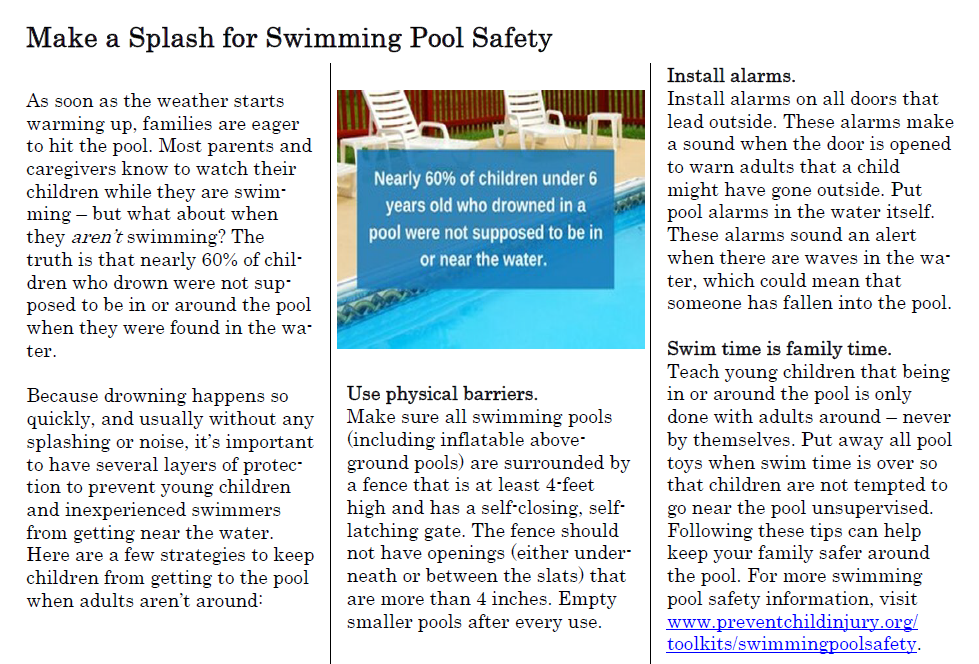 Make a Splash for Swimming Pool Safety
As soon as the weather starts
warming up, families are eager
to hit the pool. Most parents and
caregivers know to watch their
children while they are swim-
ming – but what about when
they aren't swimming? The
truth is that nearly 60% of chil-
dren who drown were not sup-
posed to be in or around the pool
when they were found in the wa-
ter.
Because drowning happens so
quickly, and usually without any
splashing or noise, it's important
to have several layers of protec-
tion to prevent young children
and inexperienced swimmers
from getting near the water.
Here are a few strategies to keep
children from getting to the pool
when adults aren't around:
Nearly 60% of children under 6
years old who drowned in a
pool were not supposed to be in
or near the water.
Use physical barriers.
Make sure all swimming pools
(including inflatable above-
ground pools) are surrounded by
a fence that is at least 4-feet
high and has a self-closing, self-
latching gate. The fence should
not have openings (either under-
neath or between the slats) that
are more than 4 inches. Empty
smaller pools after every use.
Install alarms.
Install alarms on all doors that
lead outside. These alarms make
a sound when the door is opened
to warn adults that a child
might have gone outside. Put
pool alarms in the water itself.
These alarms sound an alert
when there are waves in the wa-
ter, which could mean that
someone has fallen into the pool.
Swim time is family time.
Teach young children that being
in or around the pool is only
done with adults around – never
by themselves. Put away all pool
toys when swim time is over so
that children are not tempted to
go near the pool unsupervised.
Following these tips can help
keep your family safer around
the pool. For more swimming
pool safety information, visit
www.preventchildinjury.org/
toolkits/swimmingpoolsafety.